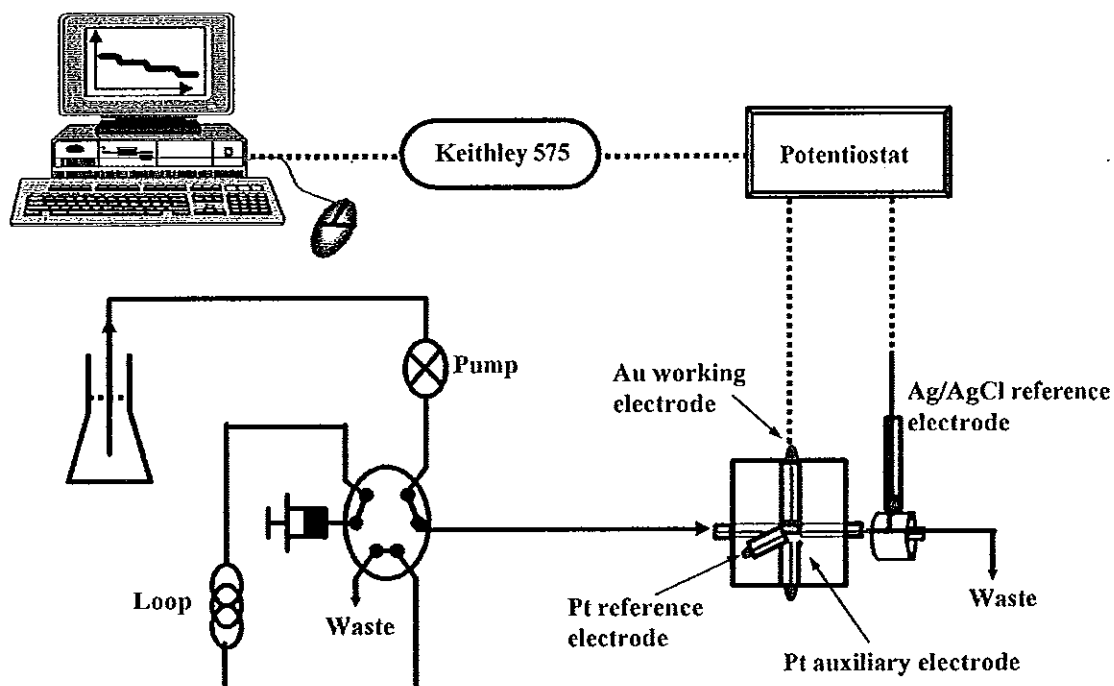 Keithley 575
Potentiostat
Pump
Au working
electrode
Ag/AgCl reference
electrode
Loop
Waste
Pt reference
electrode
Waste
Pt auxiliary electrode